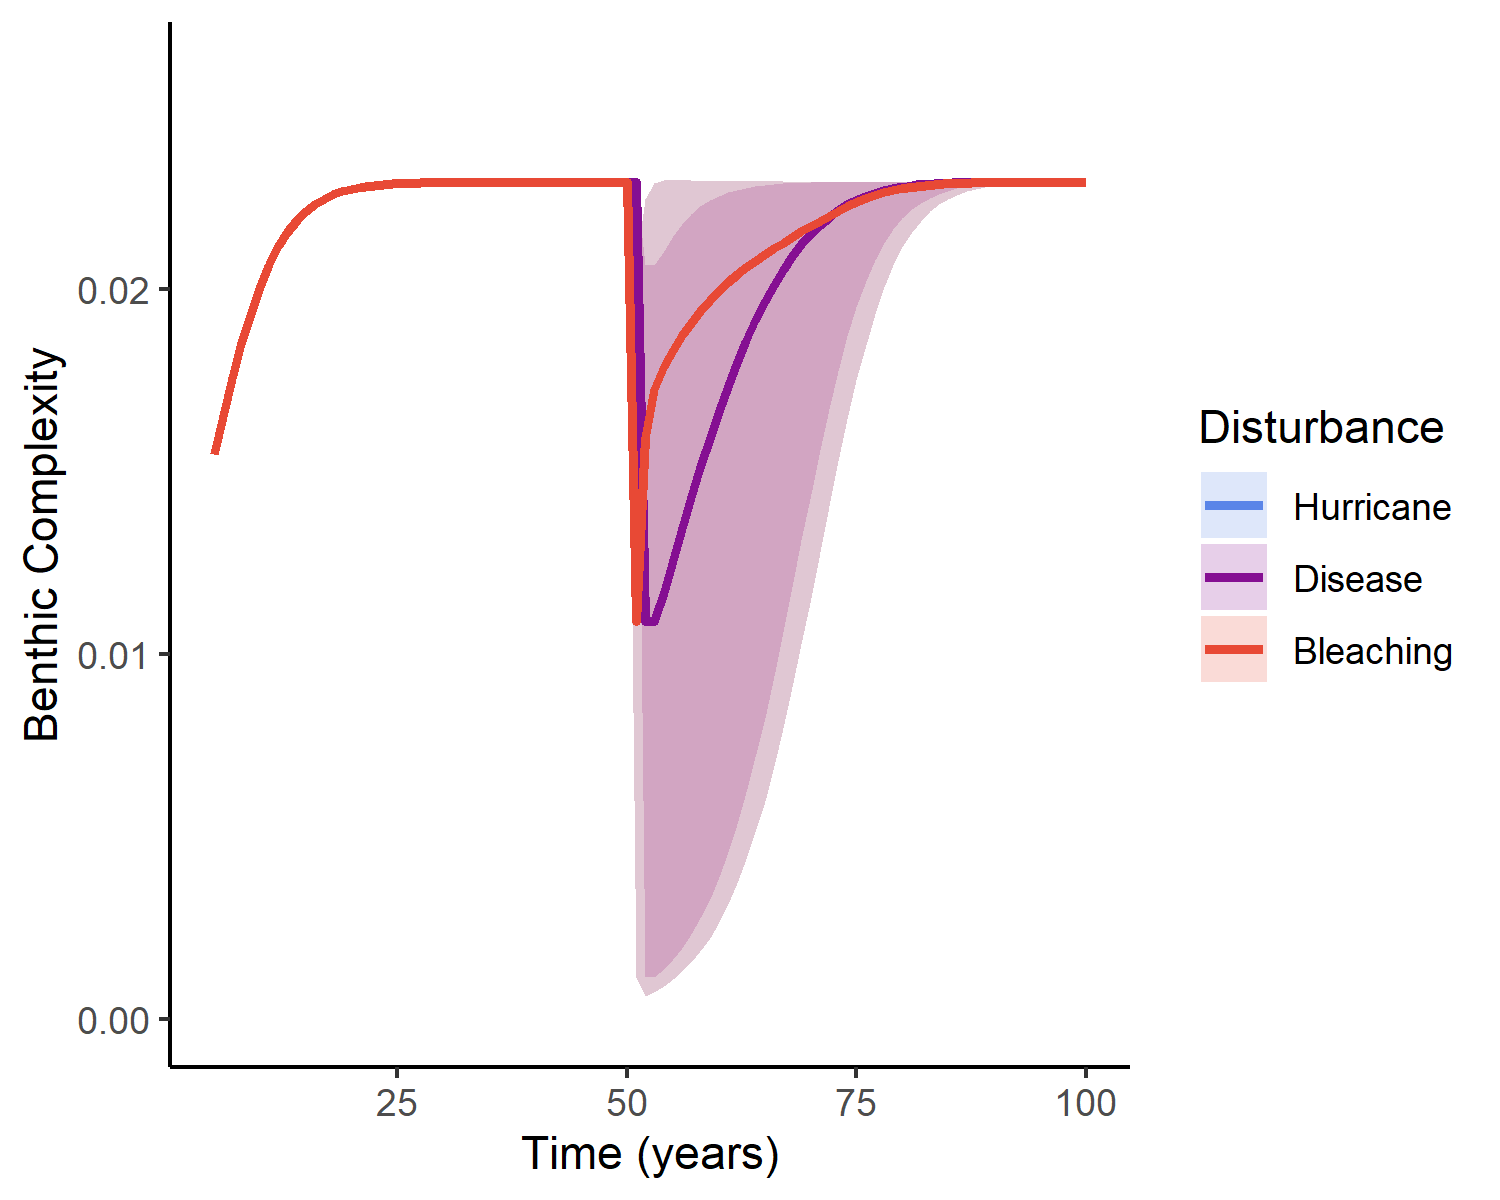 Benthic Complexity
0.02
0.01
0.00
25
50
75
100
Time (years)
Disturbance
Hurricane
Disease
Bleaching